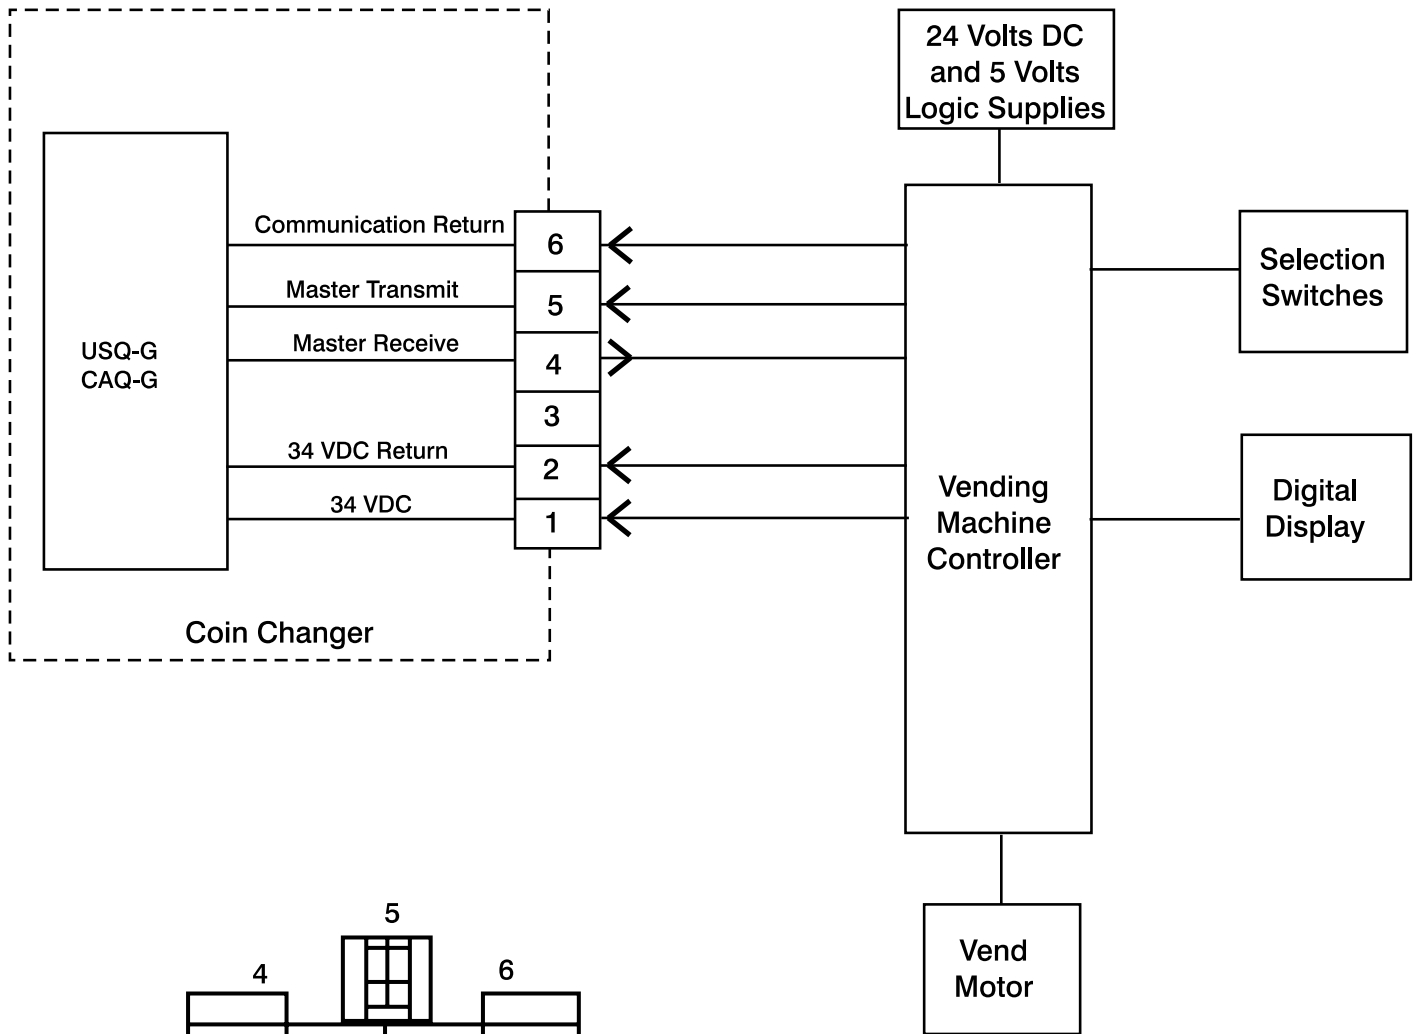 24 Volts DC
and 5 Volts
Logic Supplies
Communication Return
6
Master Transmit
5
Master Receive
4
3
34 VDC Return
2
34 VDC
1
USQ-G
CAQ-G
Coin Changer
Vending
Machine
Controller
Selection
Switches
Digital
Display
Vend
Motor
5
4
6